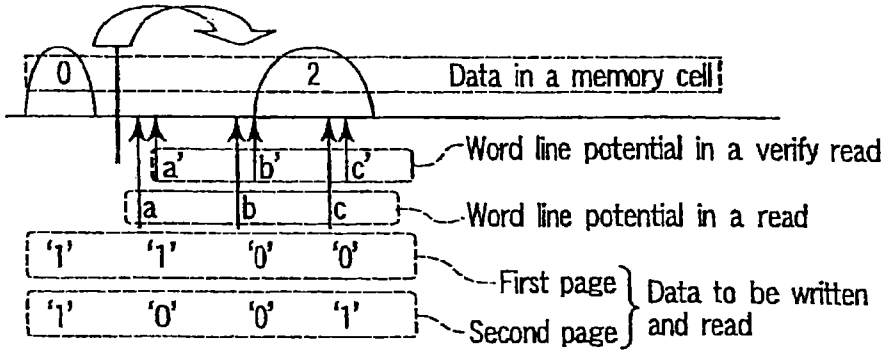 0 2 Data in a memory cell
a' b' c' Word line potential in a verify read
a b c Word line potential in a read
'1' '1' '0' '0' First page
Data to be written and read
'1' '0' '0' '1' Second page